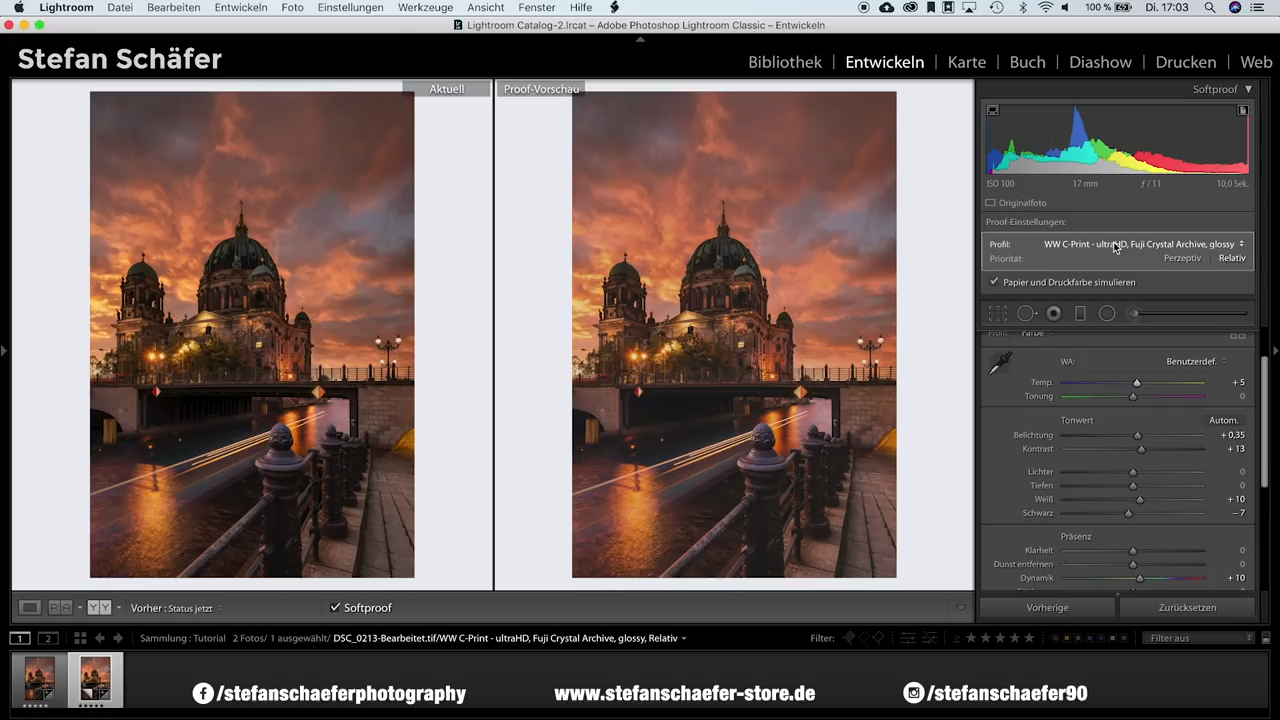 Lightroom Datei Bearbeiten Entwickeln Foto Einstellungen Werkzeuge Ansicht Fenster Hilfe 100 % Di. 17:03
Lightroom Catalog-2.lrcat – Adobe Photoshop Lightroom Classic – Entwickeln
Stefan Schäfer
Bibliothek | Entwickeln | Karte | Buch | Diashow | Drucken | Web
Aktuell
Proof-Vorschau
Softproof
ISO 100 17 mm ƒ / 11 10,0 Sek.
Originalfoto
Proof-Einstellungen:
Profil: WW C-Print - ultraHD, Fuji Crystal Archive, glossy
Priorität: Perzeptiv Relativ
Papier und Druckfarbe simulieren
Farbe
WA: Benutzerdef.
Temp. + 5
Tonung 0
Tonwert Autom.
Belichtung + 0,35
Kontrast + 13
Lichter 0
Tiefen 0
Weiß + 10
Schwarz – 7
Präsenz
Klarheit 0
Dunst entfernen 0
Dynamik + 10
Vorherige Zurücksetzen
Vorher : Status jetzt
Softproof
1 2 Sammlung : Tutorial 2 Fotos/ 1 ausgewählt/ DSC_0213-Bearbeitet.tif/WW C-Print - ultraHD, Fuji Crystal Archive, glossy, Relativ
Filter: Filter aus
/stefanschaeferphotography
www.stefanschaefer-store.de
/stefanschaefer90